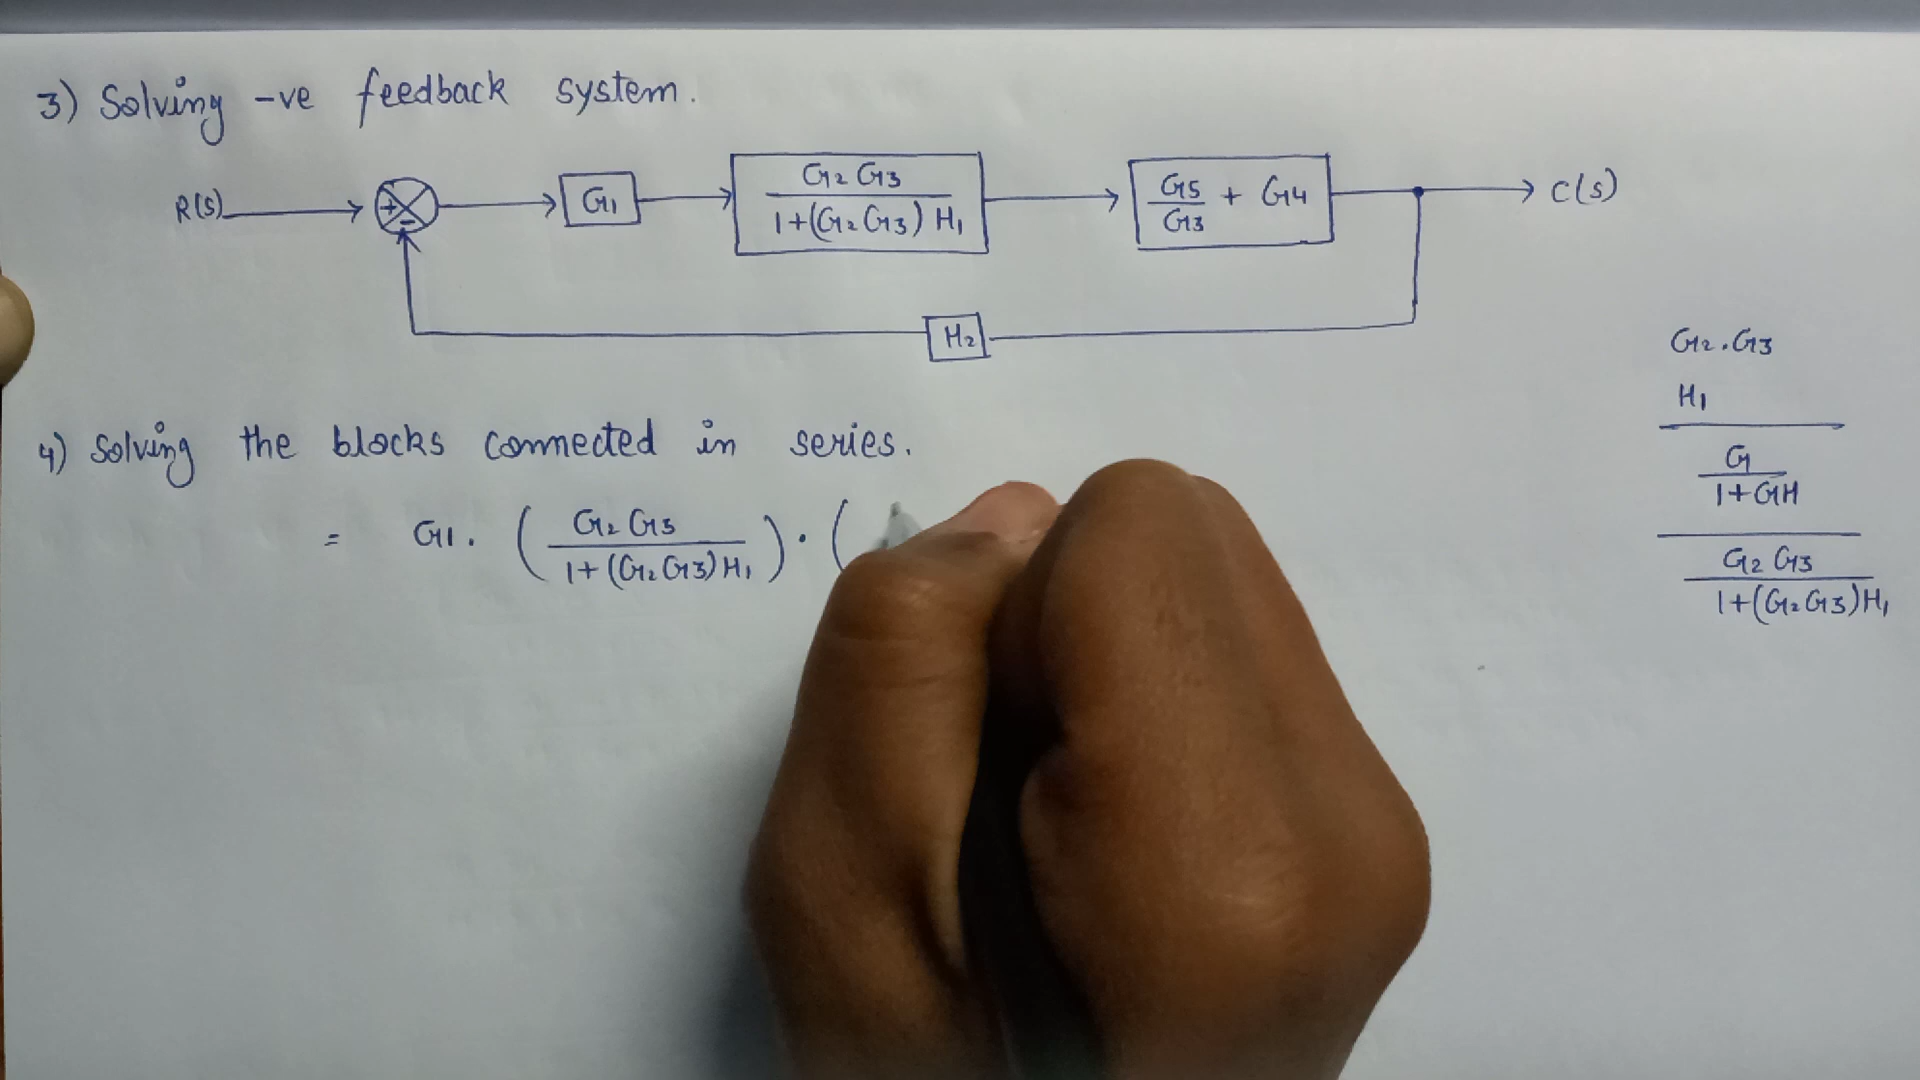 3) Solving -ve feedback system.
R(s) + - G1 G2 G3 / 1+(G2 G3) H1 G5 / G3 + G4 C(s)
H2
G2.G3
H1
G / 1+GH
G2 G3 / 1+(G2 G3)H1
4) Solving the blocks connected in series.
= G1 . ( G2 G3 / 1+(G2 G3)H1 ) . (